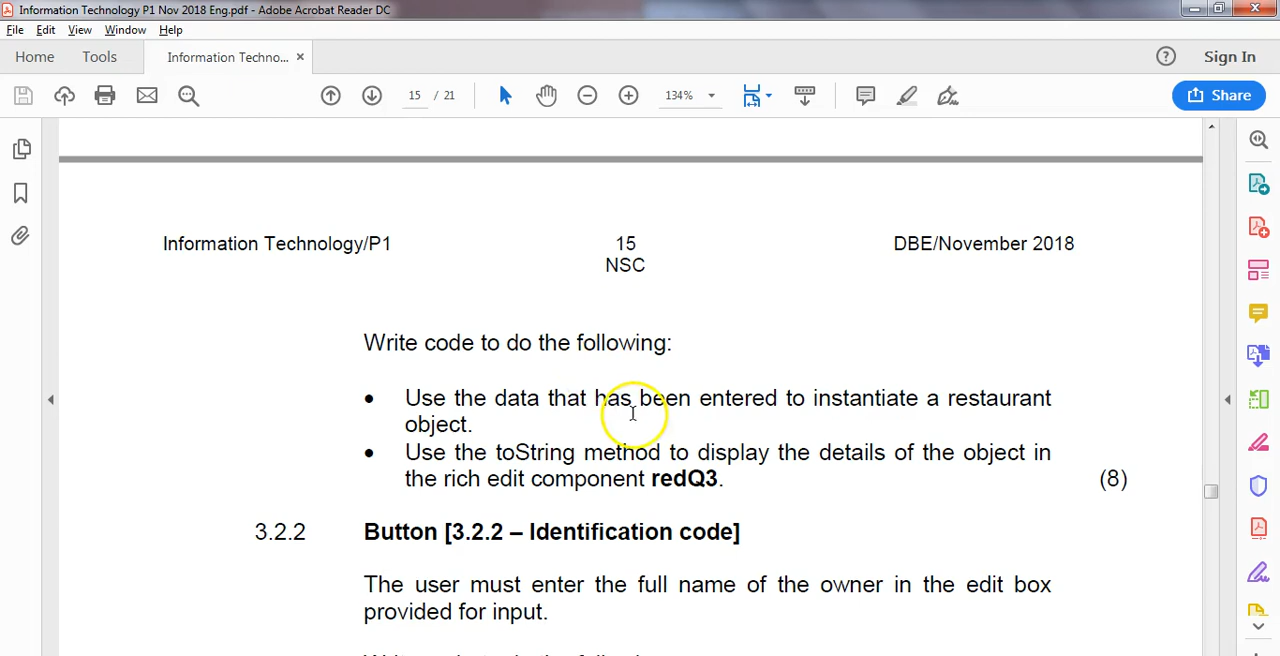 Information Technology P1 Nov 2018 Eng.pdf - Adobe Acrobat Reader DC
File Edit View Window Help
Home Tools Information Techno... ×
? Sign In
15 / 21 134% Share
Information Technology/P1 15 DBE/November 2018
NSC
Write code to do the following:
• Use the data that has been entered to instantiate a restaurant
object.
• Use the toString method to display the details of the object in
the rich edit component redQ3. (8)
3.2.2 Button [3.2.2 – Identification code]
The user must enter the full name of the owner in the edit box
provided for input.